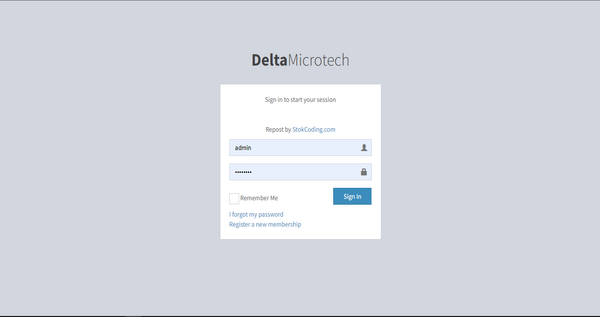 DeltaMicrotech
Sign in to start your session
Repost by StokCoding.com
admin
••••••••
Remember Me
Sign In
I forgot my password
Register a new membership